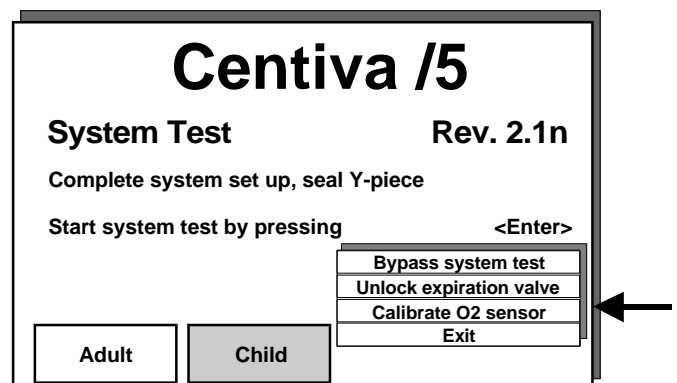 Centiva /5
System Test Rev. 2.1n
Complete system set up, seal Y-piece
Start system test by pressing <Enter>
Bypass system test
Unlock expiration valve
Calibrate O2 sensor
Exit
Adult Child